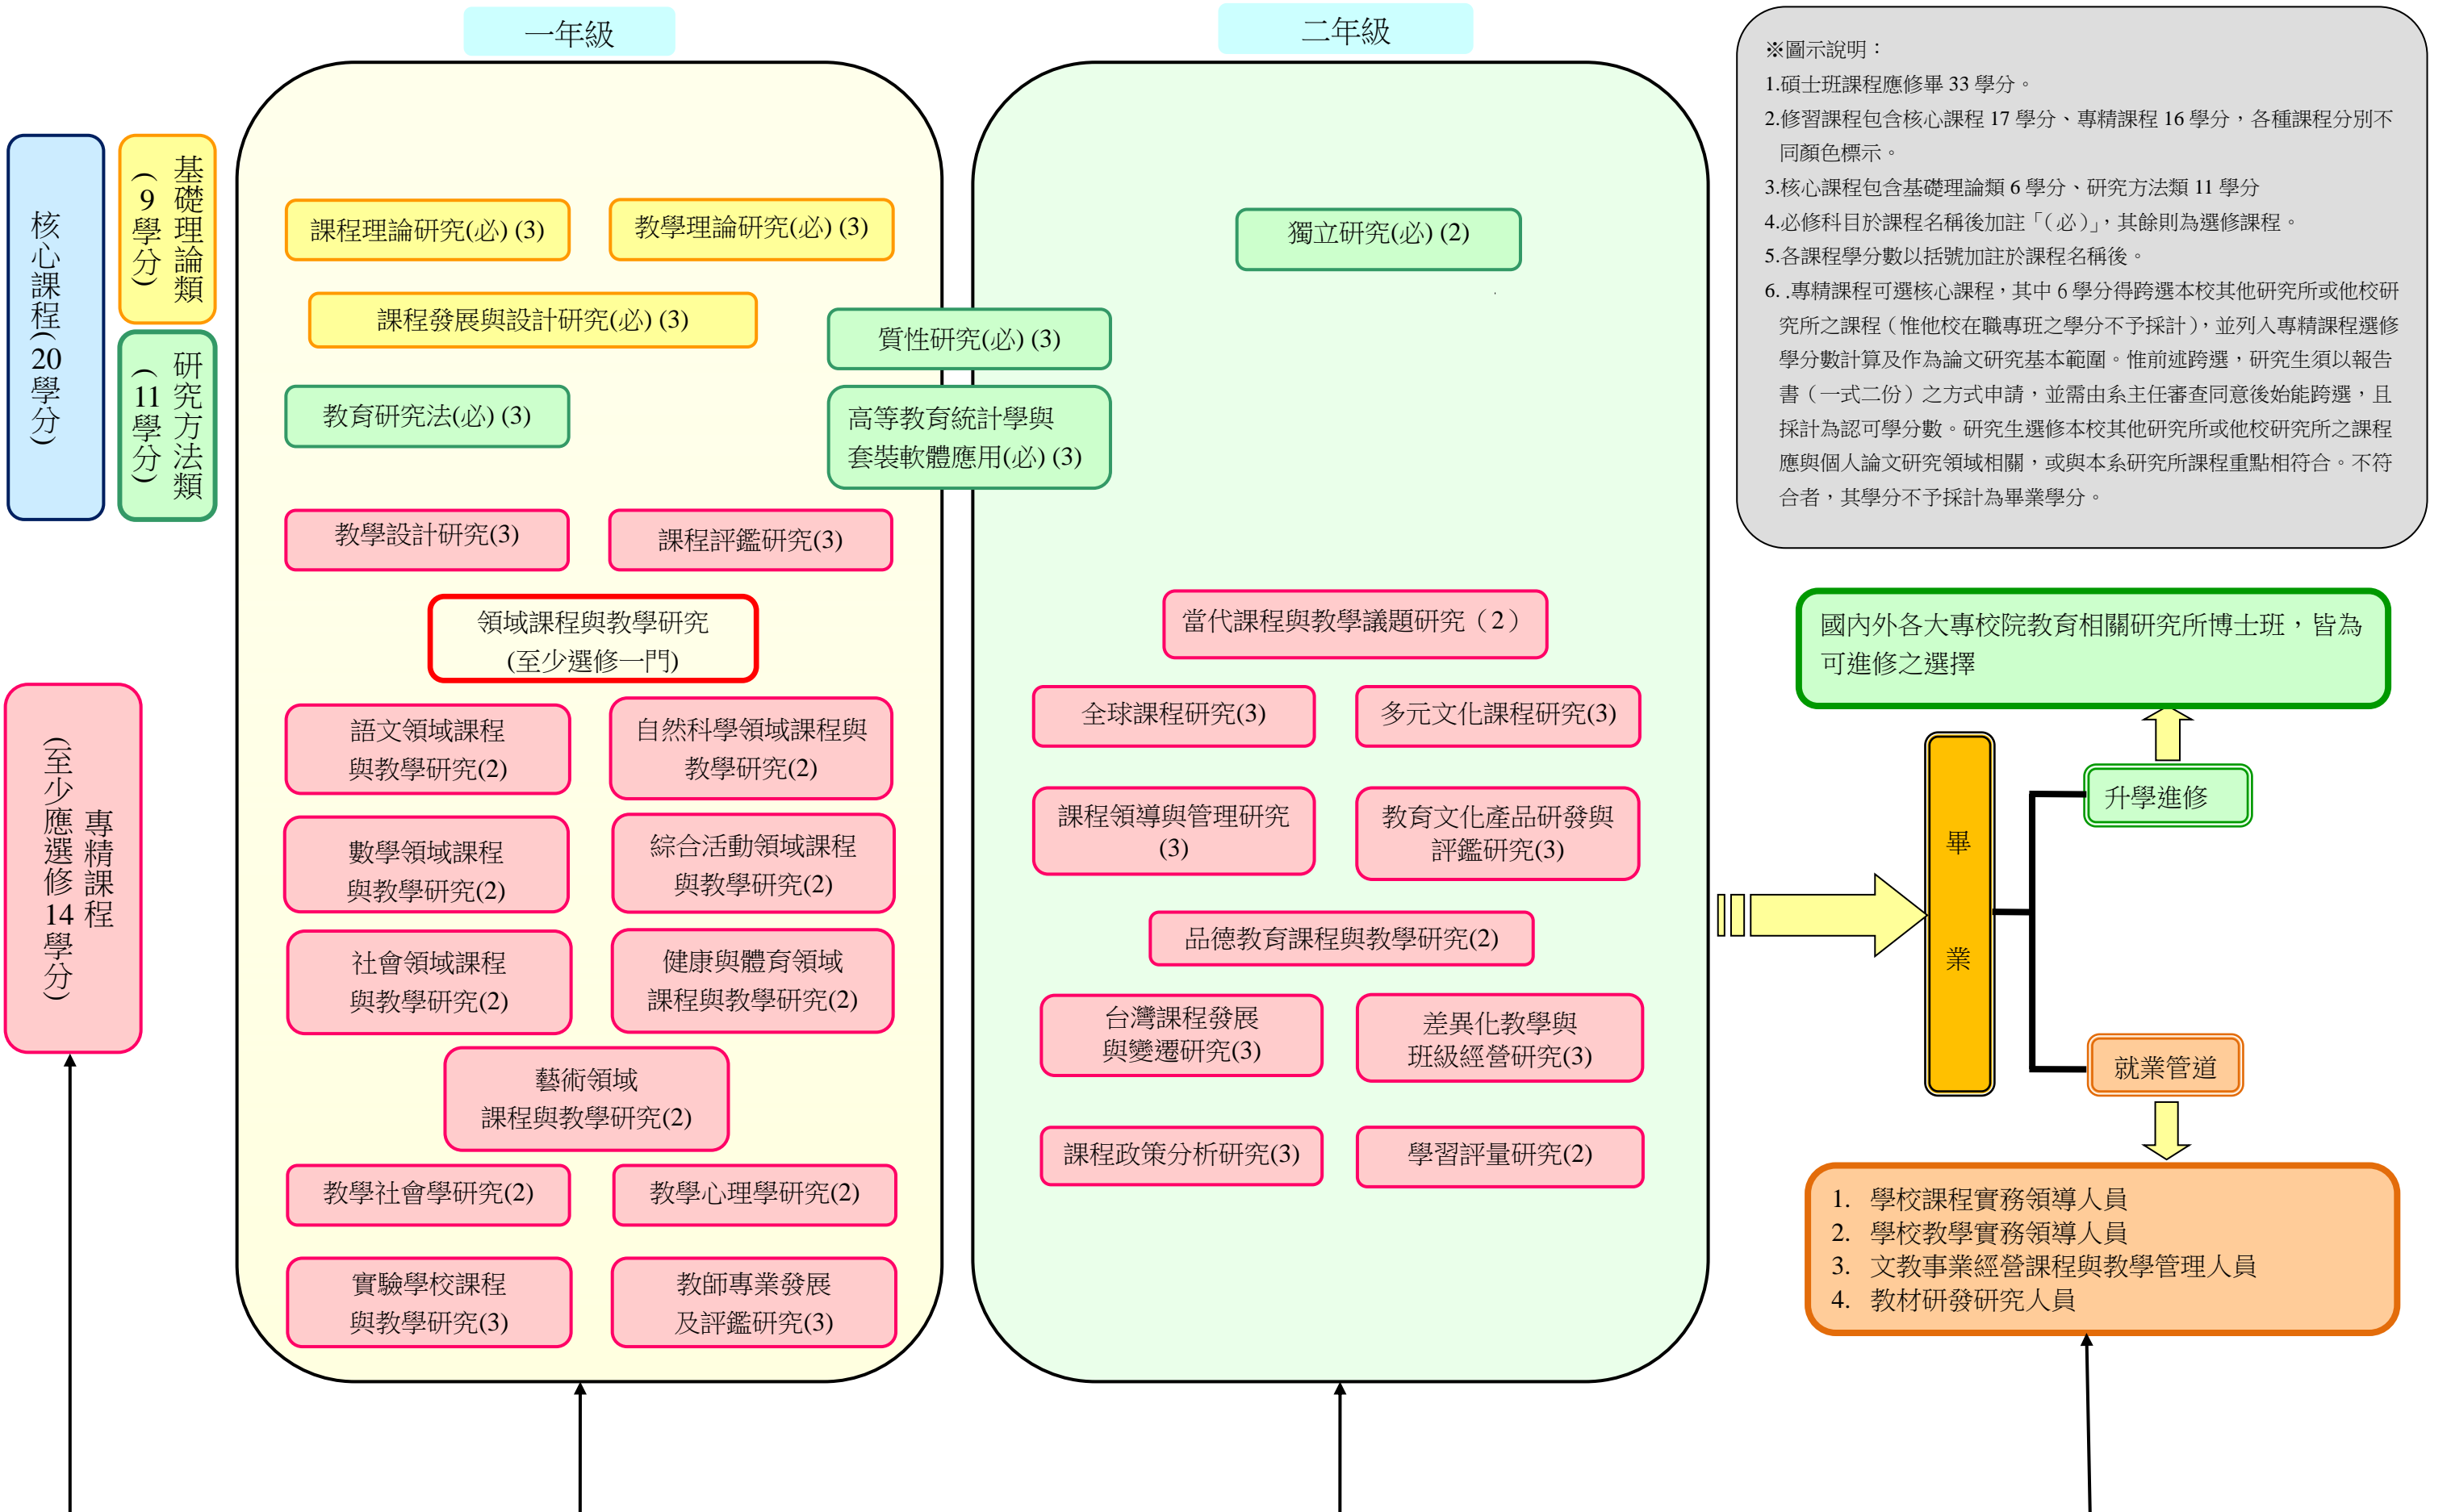 一年級
二年級
※圖示說明：
1.碩士班課程應修畢 33 學分。
2.修習課程包含核心課程 17 學分、專精課程 16 學分，各種課程分別不
同顏色標示。
3.核心課程包含基礎理論類 6 學分、研究方法類 11 學分
4.必修科目於課程名稱後加註「（必）」，其餘則為選修課程。
5.各課程學分數以括號加註於課程名稱後。
6. .專精課程可選核心課程，其中 6 學分得跨選本校其他研究所或他校研
究所之課程（惟他校在職專班之學分不予採計），並列入專精課程選修
學分數計算及作為論文研究基本範圍。惟前述跨選，研究生須以報告
書（一式二份）之方式申請，並需由系主任審查同意後始能跨選，且
採計為認可學分數。研究生選修本校其他研究所或他校研究所之課程
應與個人論文研究領域相關，或與本系研究所課程重點相符合。不符
合者，其學分不予採計為畢業學分。
核心課程(20學分)
基礎理論類
(9學分)
研究方法類
(11學分)
專精課程
(至少應選修14學分)
課程理論研究(必) (3)
教學理論研究(必) (3)
課程發展與設計研究(必) (3)
教育研究法(必) (3)
質性研究(必) (3)
高等教育統計學與
套裝軟體應用(必) (3)
獨立研究(必) (2)
教學設計研究(3)
課程評鑑研究(3)
領域課程與教學研究
(至少選修一門)
語文領域課程
與教學研究(2)
自然科學領域課程與
教學研究(2)
數學領域課程
與教學研究(2)
綜合活動領域課程
與教學研究(2)
社會領域課程
與教學研究(2)
健康與體育領域
課程與教學研究(2)
藝術領域
課程與教學研究(2)
教學社會學研究(2)
教學心理學研究(2)
實驗學校課程
與教學研究(3)
教師專業發展
及評鑑研究(3)
當代課程與教學議題研究（2）
全球課程研究(3)
多元文化課程研究(3)
課程領導與管理研究
(3)
教育文化產品研發與
評鑑研究(3)
品德教育課程與教學研究(2)
台灣課程發展
與變遷研究(3)
差異化教學與
班級經營研究(3)
課程政策分析研究(3)
學習評量研究(2)
國內外各大專校院教育相關研究所博士班，皆為
可進修之選擇
升學進修
畢業
就業管道
1. 學校課程實務領導人員
2. 學校教學實務領導人員
3. 文教事業經營課程與教學管理人員
4. 教材研發研究人員